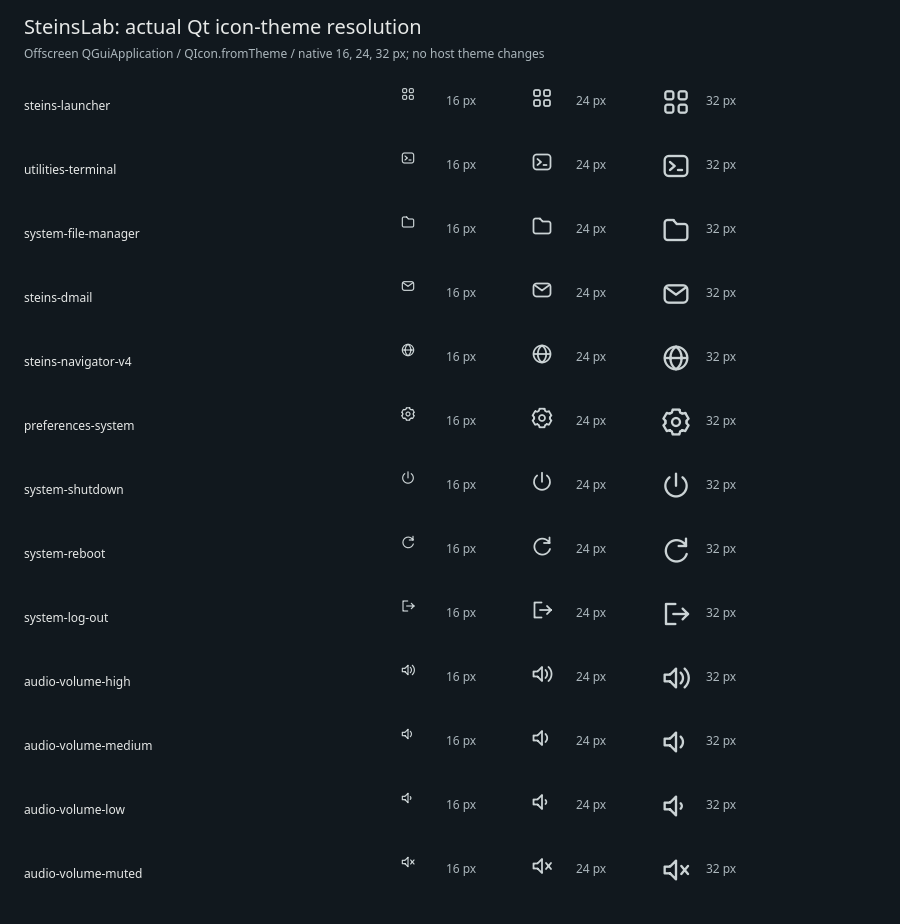 SteinsLab: actual Qt icon-theme resolution
Offscreen QGuiApplication / QIcon.fromTheme / native 16, 24, 32 px; no host theme changes
steins-launcher 16 px 24 px 32 px
utilities-terminal 16 px 24 px 32 px
system-file-manager 16 px 24 px 32 px
steins-dmail 16 px 24 px 32 px
steins-navigator-v4 16 px 24 px 32 px
preferences-system 16 px 24 px 32 px
system-shutdown 16 px 24 px 32 px
system-reboot 16 px 24 px 32 px
system-log-out 16 px 24 px 32 px
audio-volume-high 16 px 24 px 32 px
audio-volume-medium 16 px 24 px 32 px
audio-volume-low 16 px 24 px 32 px
audio-volume-muted 16 px 24 px 32 px